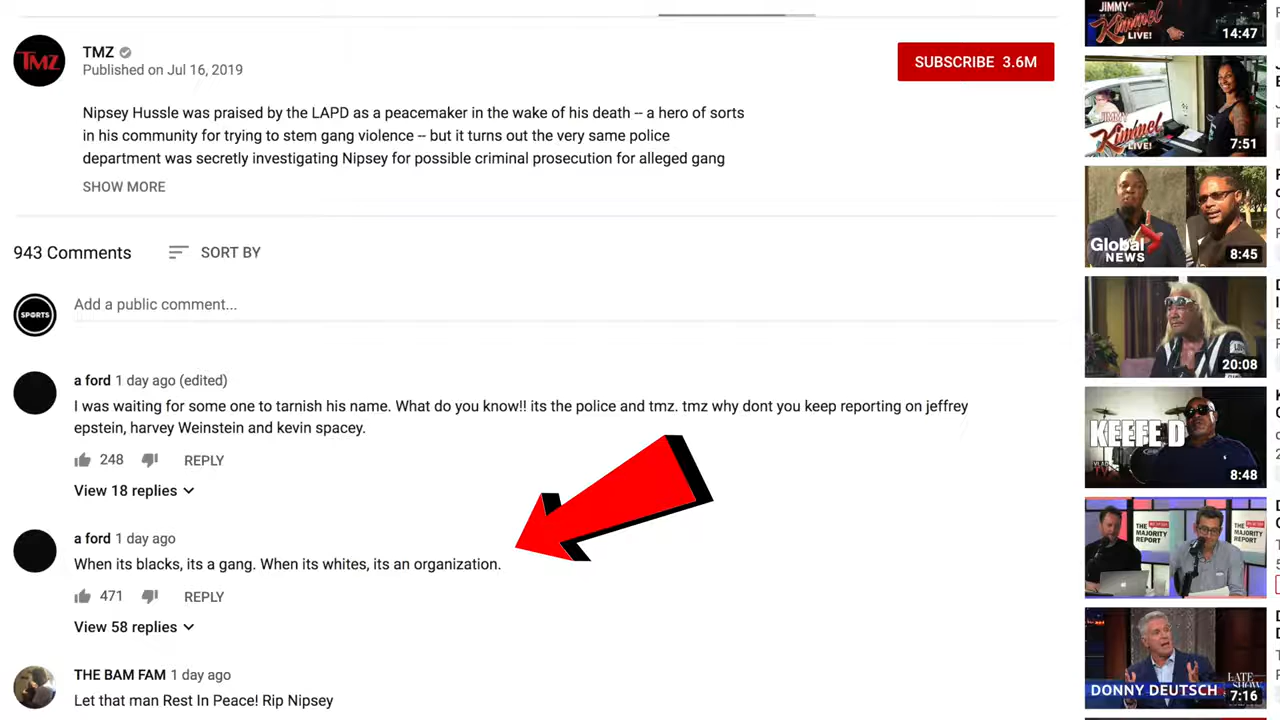 TMZ
TMZ
Published on Jul 16, 2019
SUBSCRIBE 3.6M
Nipsey Hussle was praised by the LAPD as a peacemaker in the wake of his death -- a hero of sorts
in his community for trying to stem gang violence -- but it turns out the very same police
department was secretly investigating Nipsey for possible criminal prosecution for alleged gang
SHOW MORE
943 Comments
SORT BY
SPORTS
Add a public comment...
a ford 1 day ago (edited)
I was waiting for some one to tarnish his name. What do you know!! its the police and tmz. tmz why dont you keep reporting on jeffrey
epstein, harvey Weinstein and kevin spacey.
248
REPLY
View 18 replies
a ford 1 day ago
When its blacks, its a gang. When its whites, its an organization.
471
REPLY
View 58 replies
THE BAM FAM 1 day ago
Let that man Rest In Peace! Rip Nipsey
JIMMY
Kimmel
LIVE!
14:47
JIMMY
Kimmel
LIVE!
7:51
Global
NEWS
8:45
20:08
KEEFE D
VLAD
TV
8:48
THE
MAJORITY
REPORT
THE
MAJORITY
REPORT
DONNY DEUTSCH
LATE
SHOW
7:16